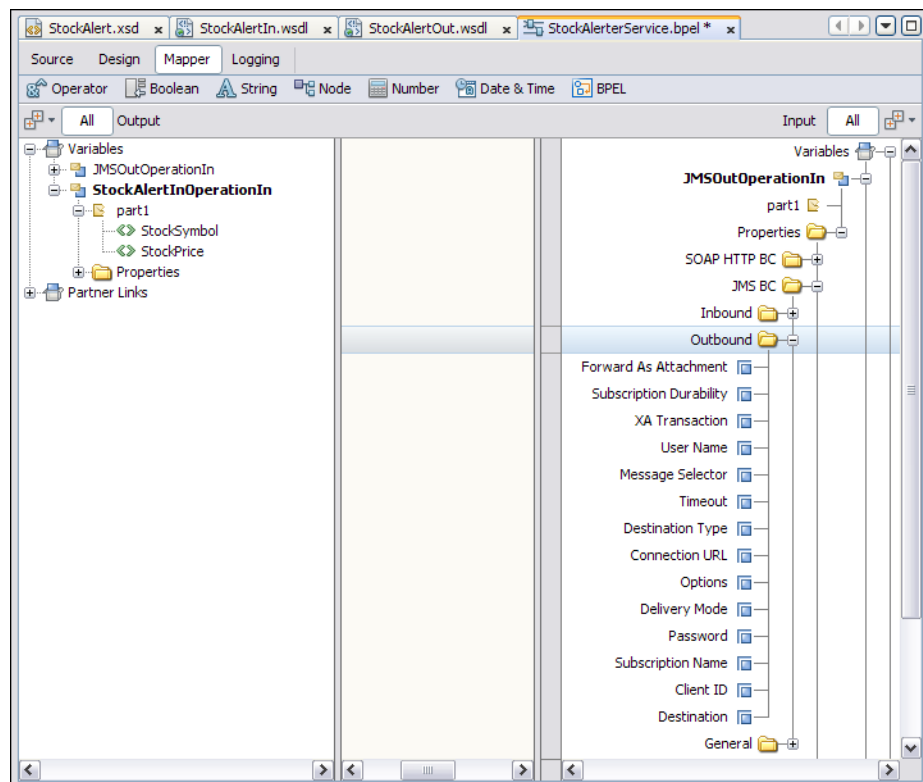 StockAlert.xsd x StockAlertIn.wsdl x StockAlertOut.wsdl x StockAlerterService.bpel * x
Source Design Mapper Logging
Operator Boolean String Node Number Date & Time BPEL
All Output Input All
Variables
JMSOutOperationIn
StockAlertInOperationIn
part1
StockSymbol
StockPrice
Properties
Partner Links
Variables
JMSOutOperationIn
part1
Properties
SOAP HTTP BC
JMS BC
Inbound
Outbound
Forward As Attachment
Subscription Durability
XA Transaction
User Name
Message Selector
Timeout
Destination Type
Connection URL
Options
Delivery Mode
Password
Subscription Name
Client ID
Destination
General